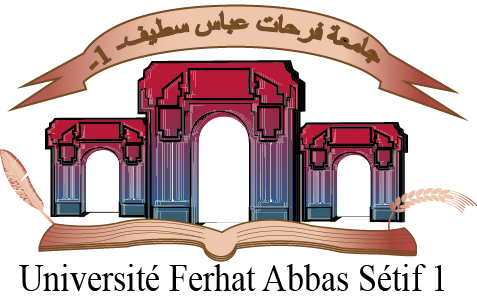 جامعة فرحات عباس سطيف- 1-
Université Ferhat Abbas Sétif 1